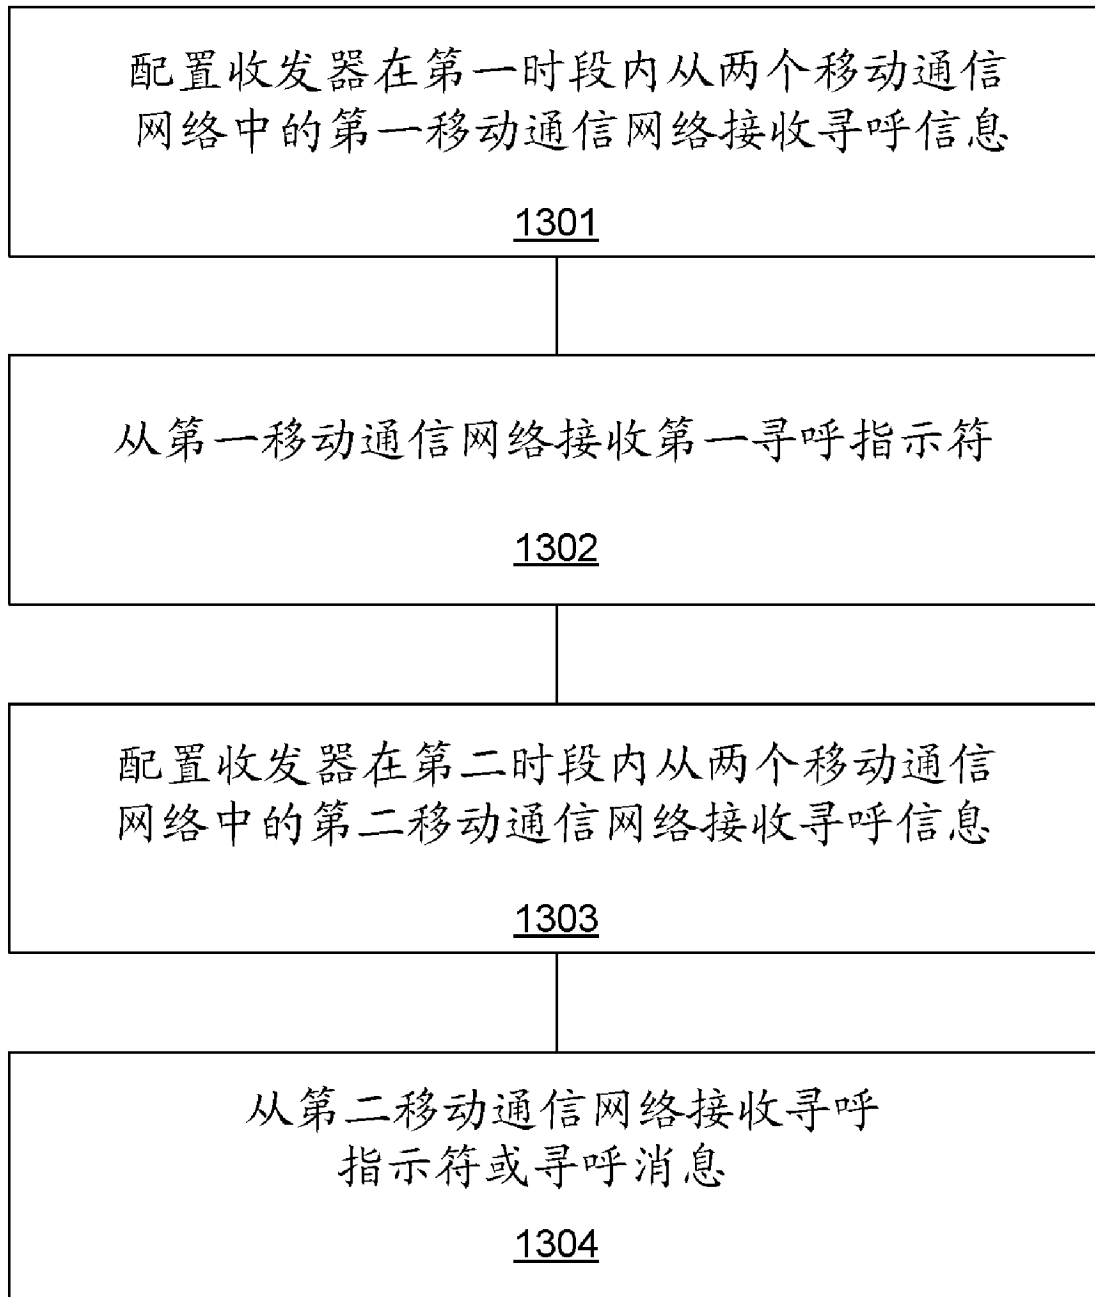 配置收发器在第一时段内从两个移动通信
网络中的第一移动通信网络接收寻呼信息
1301
从第一移动通信网络接收第一寻呼指示符
1302
配置收发器在第二时段内从两个移动通信
网络中的第二移动通信网络接收寻呼信息
1303
从第二移动通信网络接收寻呼
指示符或寻呼消息
1304